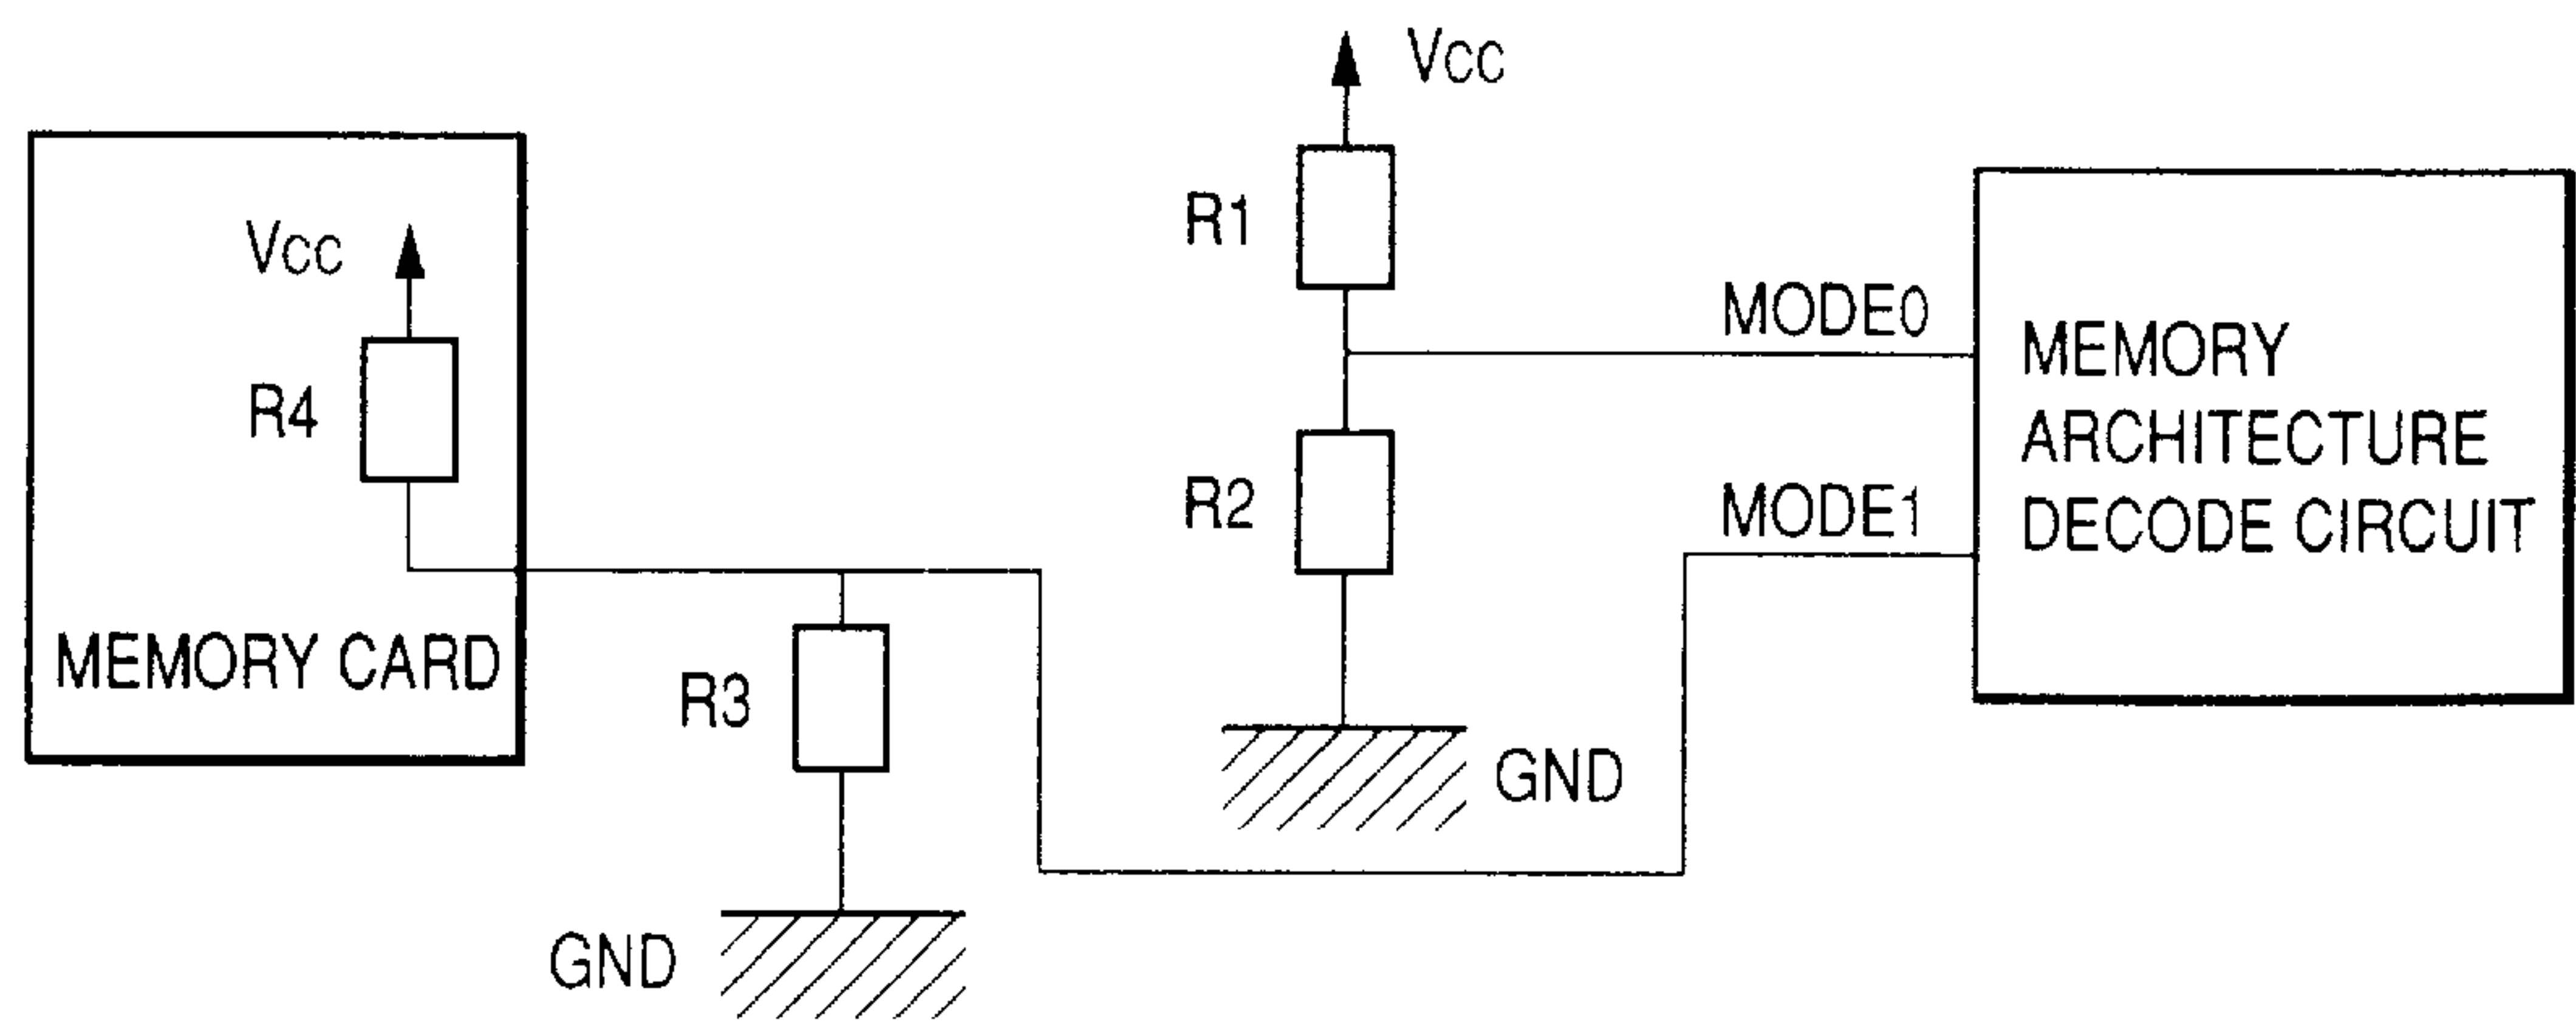 Vcc
R1
Vcc
R4
MODE0
MEMORY
ARCHITECTURE
DECODE CIRCUIT
R2
MODE1
MEMORY CARD
R3
GND
GND